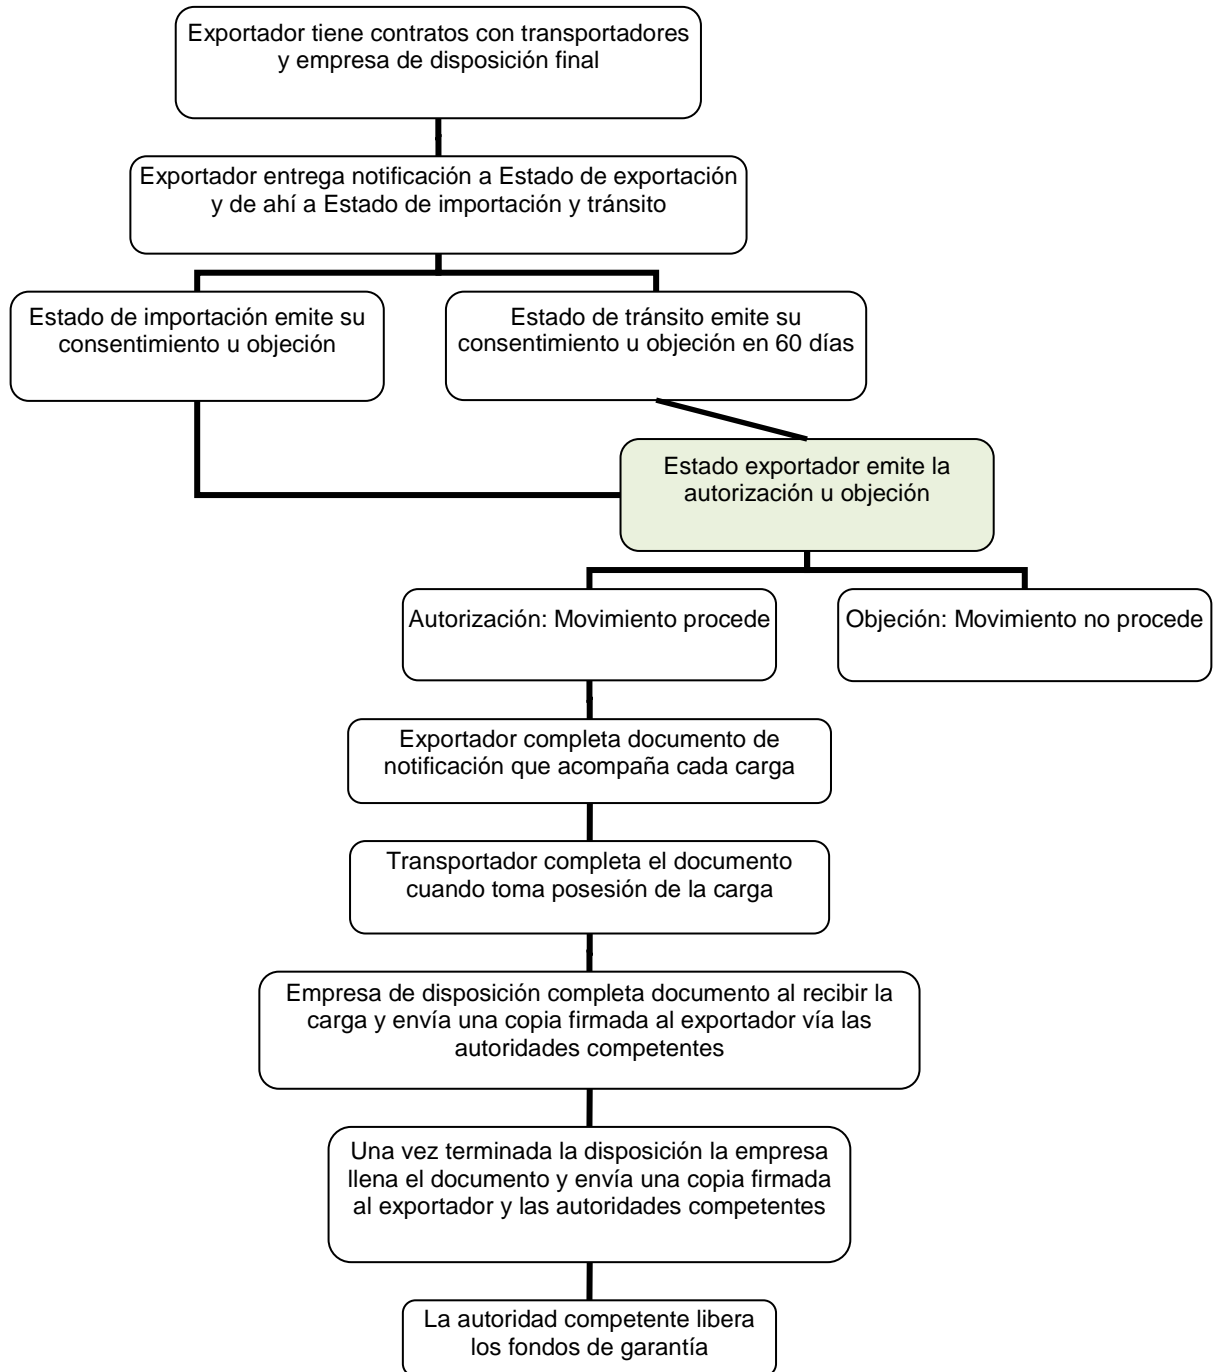 Exportador tiene contratos con transportadores
y empresa de disposición final
Exportador entrega notificación a Estado de exportación
y de ahí a Estado de importación y tránsito
Estado de importación emite su
consentimiento u objeción
Estado de tránsito emite su
consentimiento u objeción en 60 días
Estado exportador emite la
autorización u objeción
Autorización: Movimiento procede
Objeción: Movimiento no procede
Exportador completa documento de
notificación que acompaña cada carga
Transportador completa el documento
cuando toma posesión de la carga
Empresa de disposición completa documento al recibir la
carga y envía una copia firmada al exportador vía las
autoridades competentes
Una vez terminada la disposición la empresa
llena el documento y envía una copia firmada
al exportador y las autoridades competentes
La autoridad competente libera
los fondos de garantía